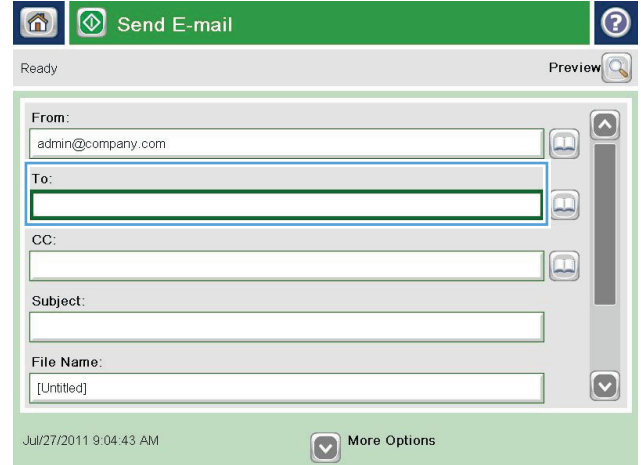 Send E-mail
?
Ready
Preview
From:
admin@company.com
To:
CC:
Subject:
File Name:
[Untitled]
Jul/27/2011 9:04:43 AM
More Options